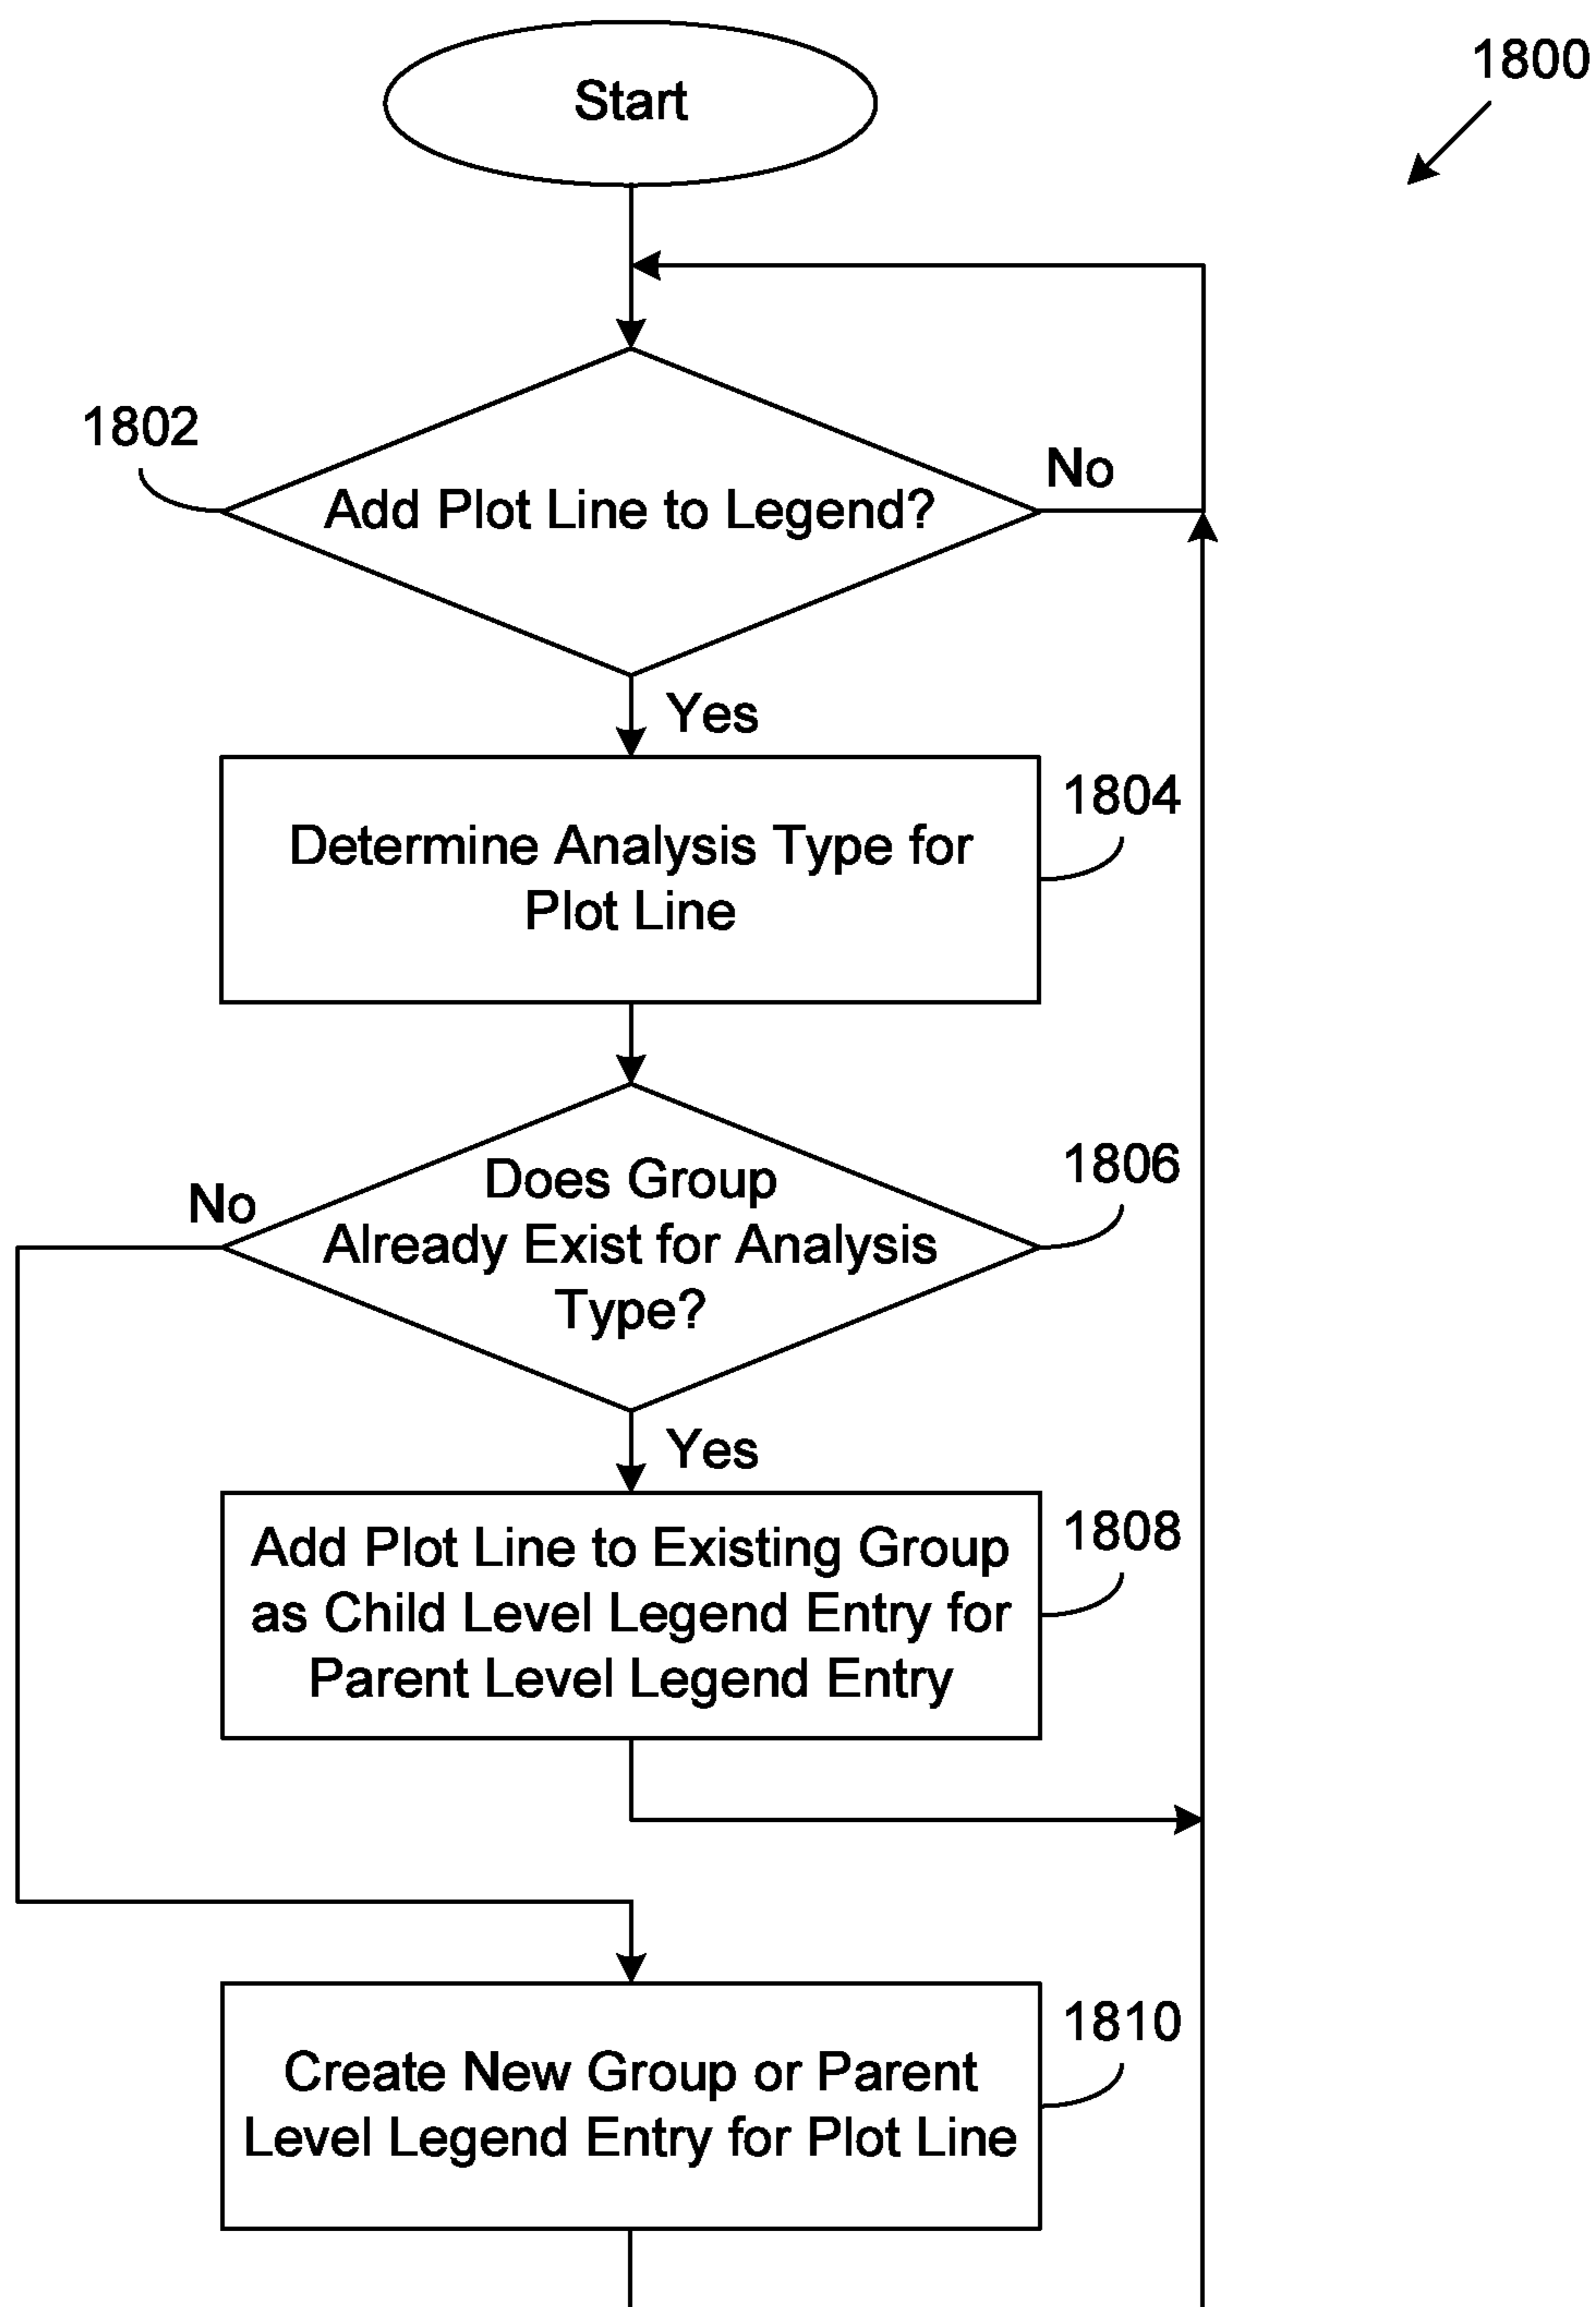 Start
1800
1802
Add Plot Line to Legend?
No
Yes
1804
Determine Analysis Type for
Plot Line
1806
No
Does Group
Already Exist for Analysis
Type?
Yes
1808
Add Plot Line to Existing Group
as Child Level Legend Entry for
Parent Level Legend Entry
1810
Create New Group or Parent
Level Legend Entry for Plot Line